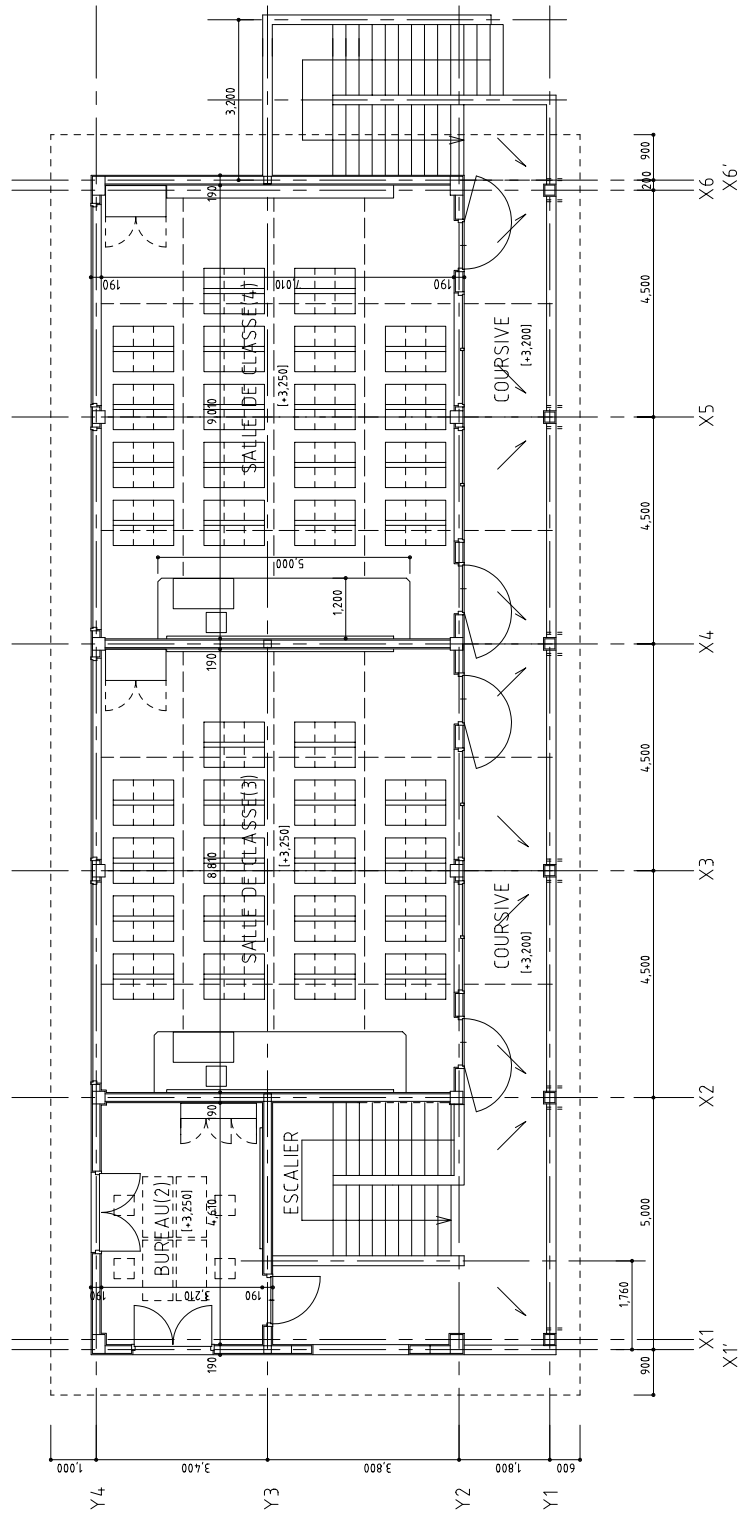 3,200
190
190
7,010
190
SALLE DE CLASSE(4)
[+3,250]
9,010
COURSIVE
[+3,200]
5,000
1,200
190
SALLE DE CLASSE(3)
[+3,250]
8,810
COURSIVE
[+3,200]
190
ESCALIER
BUREAU(2)
[+3,250]
4,610
190
3,210
190
190
1,760
900
200
4,500
4,500
4,500
4,500
5,000
900
X6'
X6
X5
X4
X3
X2
X1
X1'
1,000
3,400
3,800
1,800
600
Y4
Y3
Y2
Y1